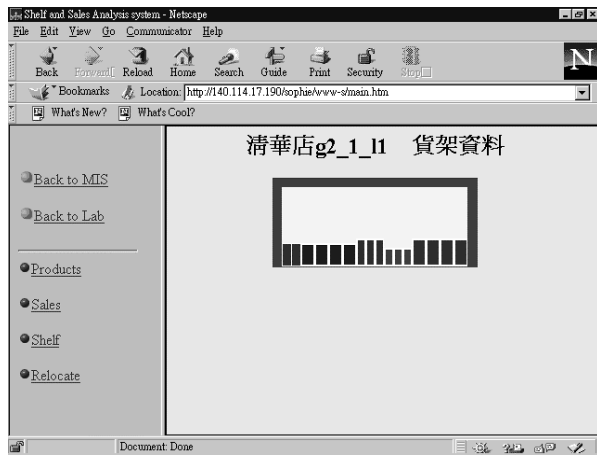 Shelf and Sales Analysis system - Netscape
File Edit View Go Communicator Help
Back Forward Reload Home Search Guide Print Security Stop
N
Bookmarks Location: http://140.114.17.190/sophie/www-s/main.htm
What's New? What's Cool?
清華店g2_1_l1 貨架資料
Back to MIS
Back to Lab
Products
Sales
Shelf
Relocate
Document: Done